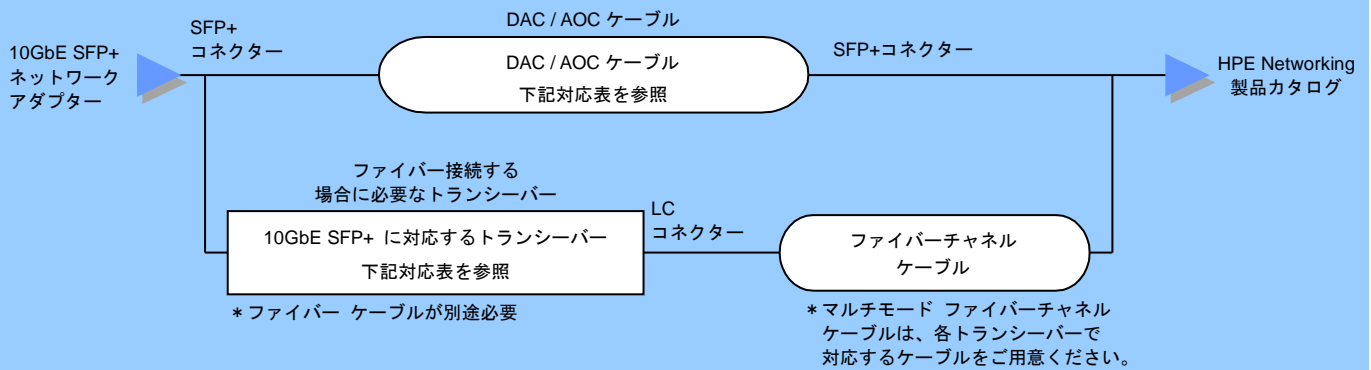 10GbE SFP+
ネットワーク
アダプター
SFP+
コネクター
DAC / AOC ケーブル
DAC / AOC ケーブル
下記対応表を参照
SFP+コネクター
HPE Networking
製品カタログ
ファイバー接続する
場合に必要なトランシーバー
10GbE SFP+ に対応するトランシーバー
下記対応表を参照
＊ファイバー ケーブルが別途必要
LC
コネクター
ファイバーチャネル
ケーブル
＊マルチモード ファイバーチャネル
ケーブルは、各トランシーバーで
対応するケーブルをご用意ください。